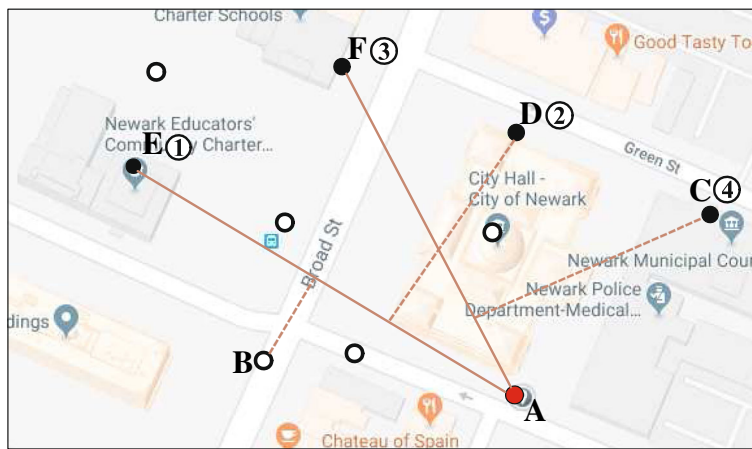 Charter Schools
F③
Good Tasty To
D②
Newark Educators'
Community Charter...
E①
Green St
City Hall -
City of Newark
C④
Broad St
Newark Municipal Cour
Newark Police
Department-Medical...
dings
B
A
Chateau of Spain